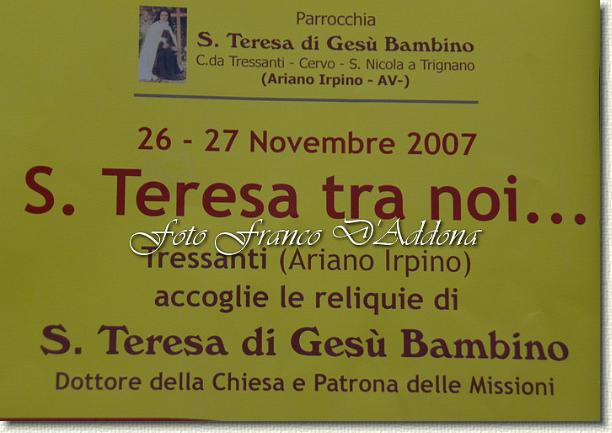 Parrocchia
S. Teresa di Gesù Bambino
C.da Tressanti - Cervo - S. Nicola a Trignano
(Ariano Irpino - AV-)
26 - 27 Novembre 2007
S. Teresa tra noi...
Foto Franco D'Addona
Tressanti (Ariano Irpino)
accoglie le reliquie di
S. Teresa di Gesù Bambino
Dottore della Chiesa e Patrona delle Missioni